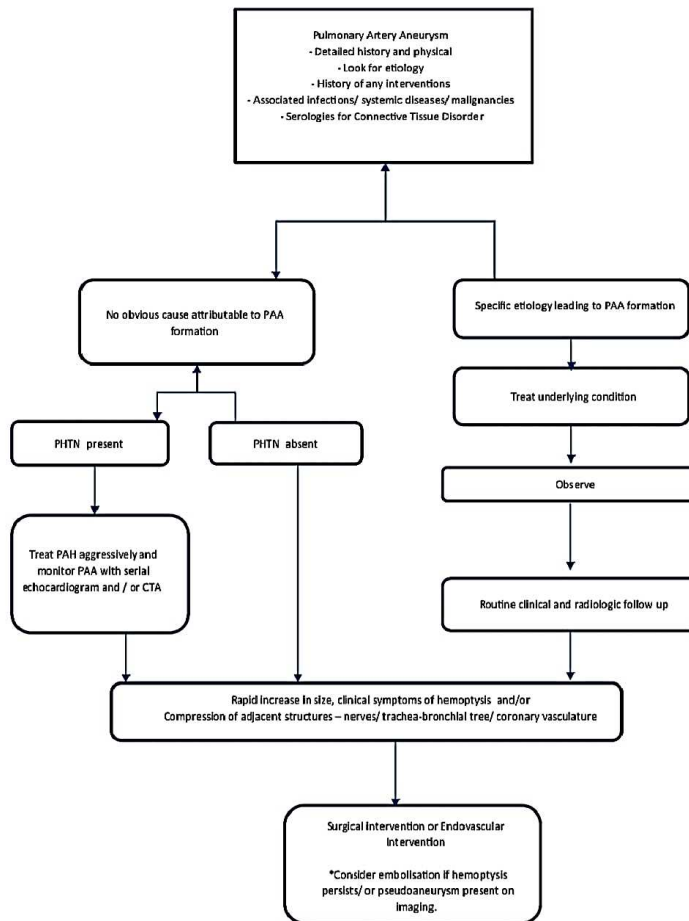 Pulmonary Artery Aneurysm
- Detailed history and physical
- Look for etiology
- History of any interventions
- Associated infections/ systemic diseases/ malignancies
- Serologies for Connective Tissue Disorder
No obvious cause attributable to PAA
formation
Specific etiology leading to PAA formation
Treat underlying condition
PHTN present
PHTN absent
Observe
Treat PAH aggressively and
monitor PAA with serial
echocardiogram and / or CTA
Routine clinical and radiologic follow up
Rapid increase in size, clinical symptoms of hemoptysis and/or
Compression of adjacent structures – nerves/ trachea-bronchial tree/ coronary vasculature
Surgical Intervention or Endovascular
Intervention
*Consider embolisation if hemoptysis
persists/ or pseudoaneurysm present on
imaging.